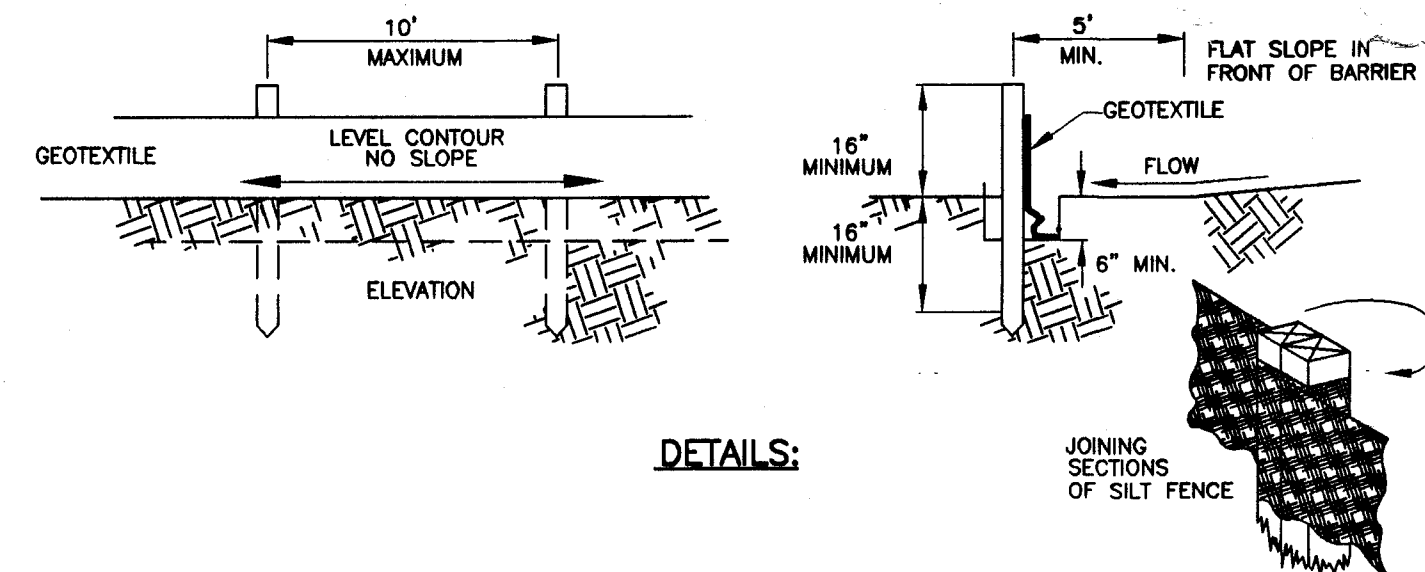 10'
MAXIMUM
GEOTEXTILE
LEVEL CONTOUR
NO SLOPE
ELEVATION
5'
MIN.
FLAT SLOPE IN
FRONT OF BARRIER
GEOTEXTILE
16"
MINIMUM
FLOW
16"
MINIMUM
6" MIN.
DETAILS:
JOINING
SECTIONS
OF SILT FENCE